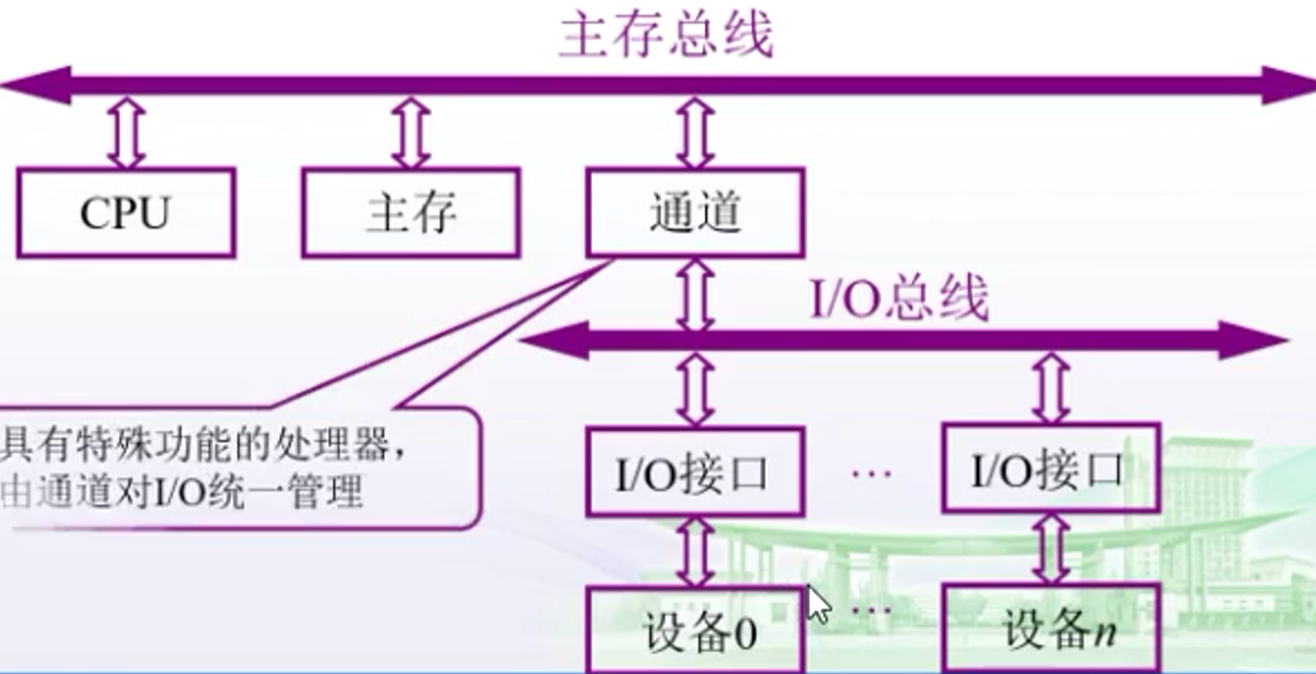 主存总线
CPU
主存
通道
I/O总线
具有特殊功能的处理器，
由通道对I/O统一管理
I/O接口
…
I/O接口
设备0
…
设备n